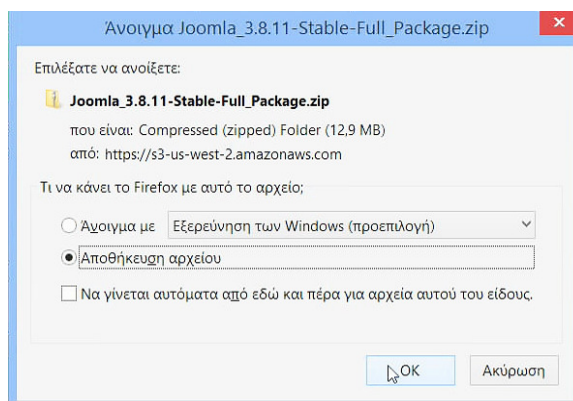 Άνοιγμα Joomla_3.8.11-Stable-Full_Package.zip
Επιλέξατε να ανοίξετε:
Joomla_3.8.11-Stable-Full_Package.zip
που είναι: Compressed (zipped) Folder (12,9 MB)
από: https://s3-us-west-2.amazonaws.com
Τι να κάνει το Firefox με αυτό το αρχείο;
Άνοιγμα με Εξερεύνηση των Windows (προεπιλογή)
Αποθήκευση αρχείου
Να γίνεται αυτόματα από εδώ και πέρα για αρχεία αυτού του είδους.
OK Ακύρωση